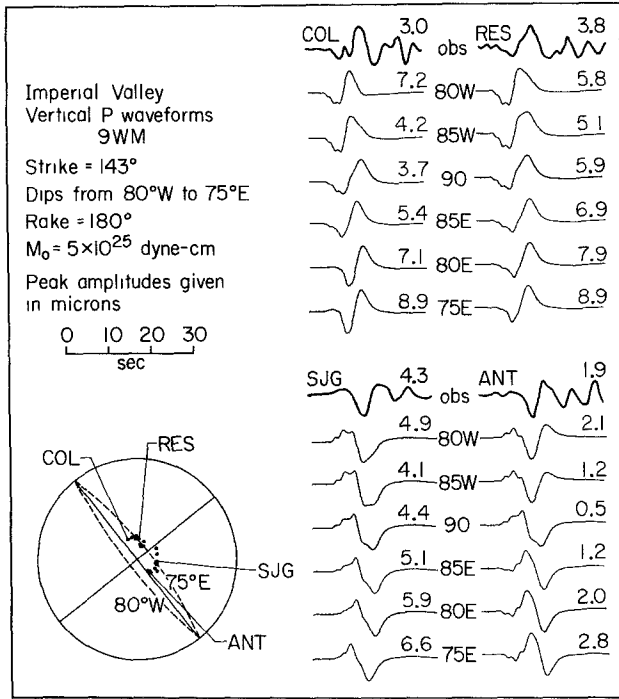 Imperial Valley
Vertical P waveforms
9WM
Strike = 143°
Dips from 80°W to 75°E
Rake = 180°
M₀ = 5×10²⁵ dyne-cm
Peak amplitudes given
in microns
0 10 20 30
sec
COL 3.0 obs RES 3.8
7.2 80W 5.8
4.2 85W 5.1
3.7 90 5.9
5.4 85E 6.9
7.1 80E 7.9
8.9 75E 8.9
SJG 4.3 obs ANT 1.9
4.9 80W 2.1
4.1 85W 1.2
4.4 90 0.5
5.1 85E 1.2
5.9 80E 2.0
6.6 75E 2.8
RES
COL
75°E
SJG
80°W
ANT